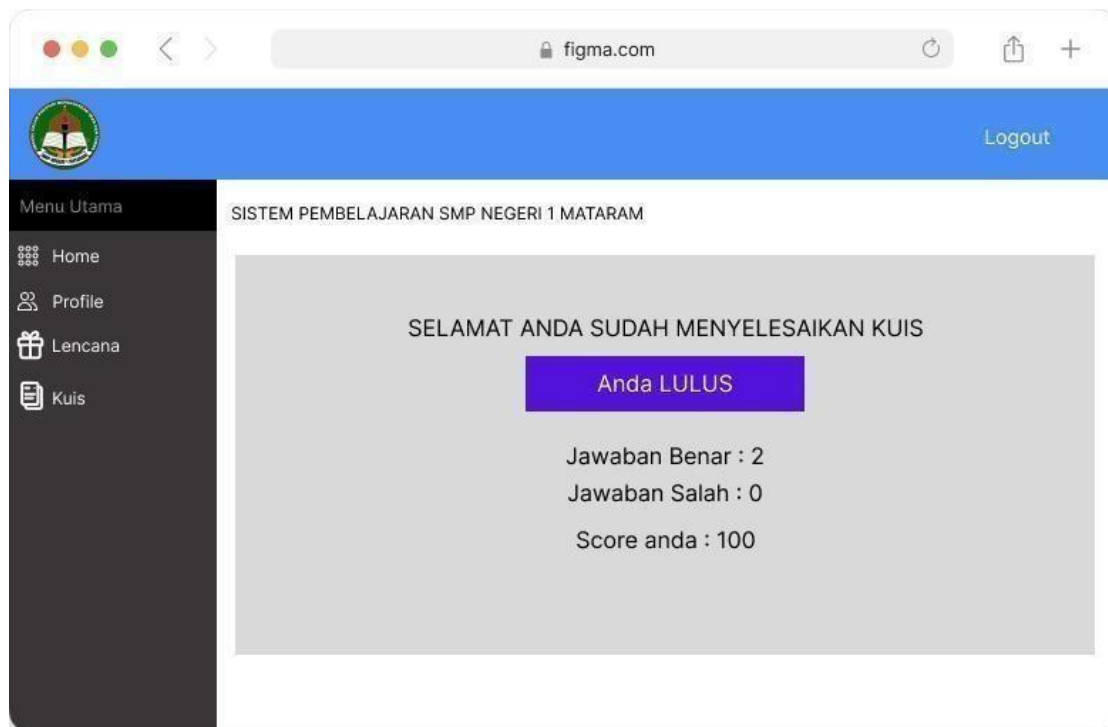 figma.com
Logout
Menu Utama
SISTEM PEMBELAJARAN SMP NEGERI 1 MATARAM
Home
Profile
Lencana
Kuis
SELAMAT ANDA SUDAH MENYELESAIKAN KUIS
Anda LULUS
Jawaban Benar : 2
Jawaban Salah : 0
Score anda : 100